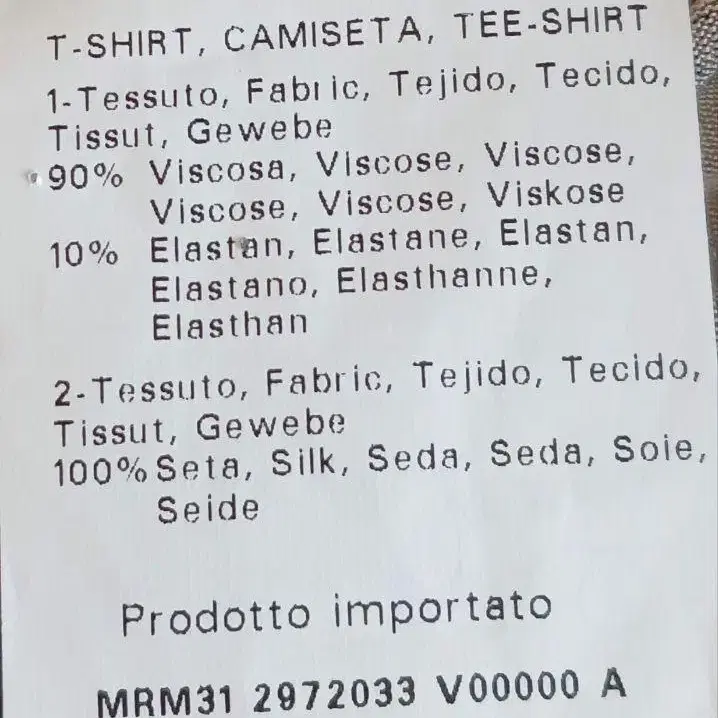 T-SHIRT, CAMISETA, TEE-SHIRT
1-Tessuto, Fabric, Tejido, Tecido,
Tissut, Gewebe
90% Viscosa, Viscose, Viscose,
Viscose, Viscose, Viskose
10% Elastan, Elastane, Elastan,
Elastano, Elasthanne,
Elasthan
2-Tessuto, Fabric, Tejido, Tecido,
Tissut, Gewebe
100% Seta, Silk, Seda, Seda, Soie,
Seide
Prodotto importato
MRM31 2972033 V00000 A